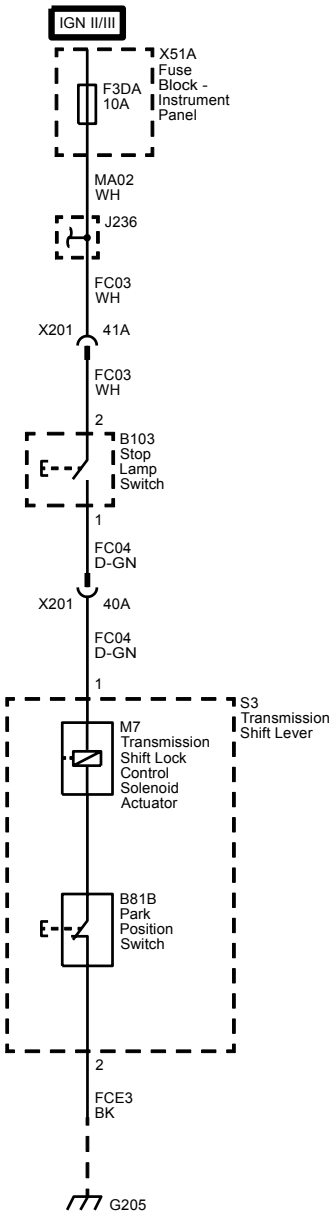 IGN II/III
X51A
Fuse
Block -
Instrument
Panel
F3DA
10A
MA02
WH
J236
FC03
WH
X201 41A
FC03
WH
2
B103
Stop
Lamp
Switch
1
FC04
D-GN
X201 40A
FC04
D-GN
1
S3
Transmission
Shift Lever
M7
Transmission
Shift Lock
Control
Solenoid
Actuator
B81B
Park
Position
Switch
2
FCE3
BK
G205